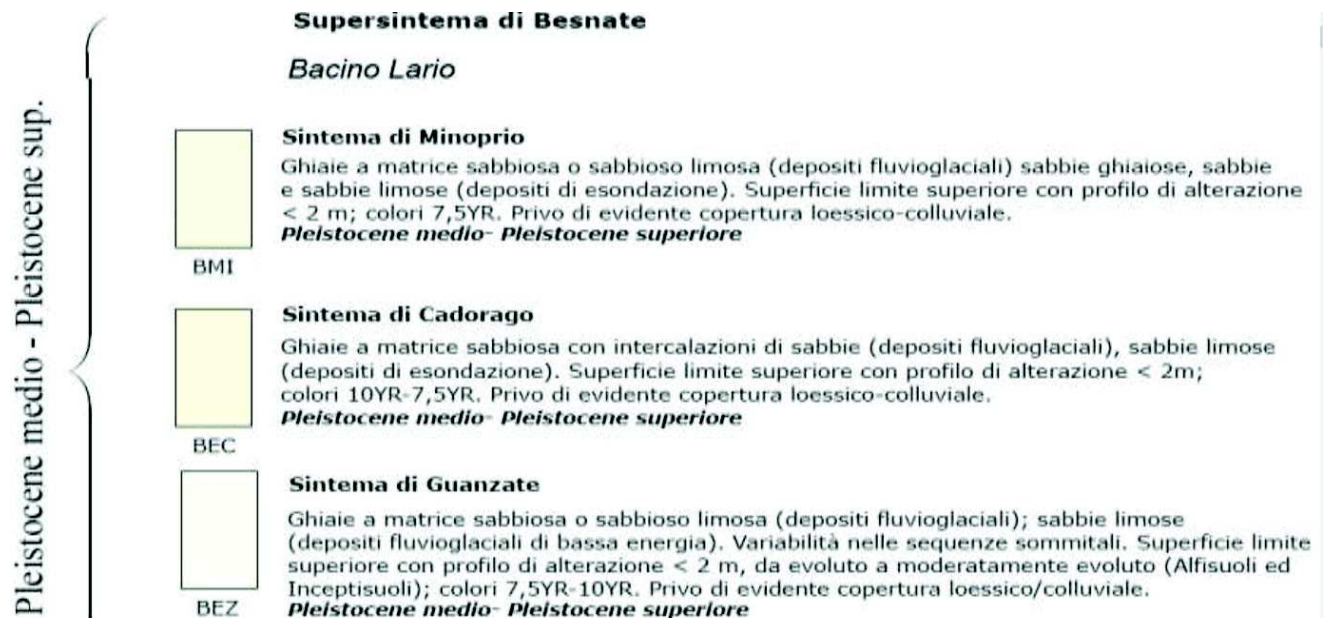 Supersintema di Besnate
Bacino Lario
Pleistocene medio - Pleistocene sup.
Sintema di Minoprio
Ghiaie a matrice sabbiosa o sabbioso limosa (depositi fluvioglaciali) sabbie ghiaiose, sabbie
e sabbie limose (depositi di esondazione). Superficie limite superiore con profilo di alterazione
< 2 m; colori 7,5YR. Privo di evidente copertura loessico-colluviale.
Pleistocene medio- Pleistocene superiore
BMI
Sintema di Cadorago
Ghiaie a matrice sabbiosa con intercalazioni di sabbie (depositi fluvioglaciali), sabbie limose
(depositi di esondazione). Superficie limite superiore con profilo di alterazione < 2m;
colori 10YR-7,5YR. Privo di evidente copertura loessico-colluviale.
Pleistocene medio- Pleistocene superiore
BEC
Sintema di Guanzate
Ghiaie a matrice sabbiosa o sabbioso limosa (depositi fluvioglaciali); sabbie limose
(depositi fluvioglaciali di bassa energia). Variabilità nelle sequenze sommitali. Superficie limite
superiore con profilo di alterazione < 2 m, da evoluto a moderatamente evoluto (Alfisuoli ed
Inceptisuoli); colori 7,5YR-10YR. Privo di evidente copertura loessico/colluviale.
Pleistocene medio- Pleistocene superiore
BEZ